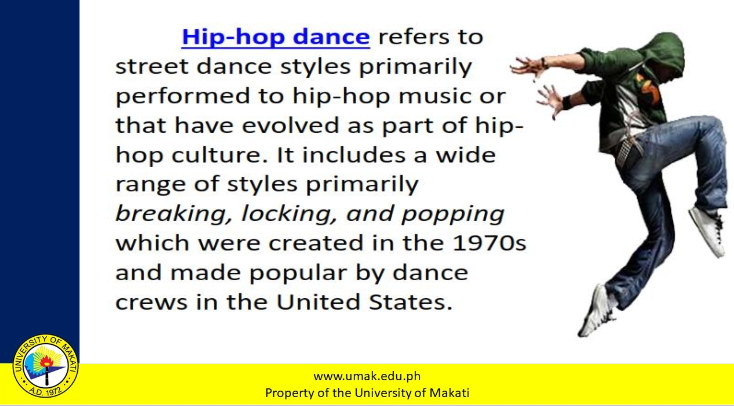 Hip-hop dance refers to
street dance styles primarily
performed to hip-hop music or
that have evolved as part of hip-
hop culture. It includes a wide
range of styles primarily
breaking, locking, and popping
which were created in the 1970s
and made popular by dance
crews in the United States.
UNIVERSITY OF MAKATI
A.D. 1972
www.umak.edu.ph
Property of the University of Makati